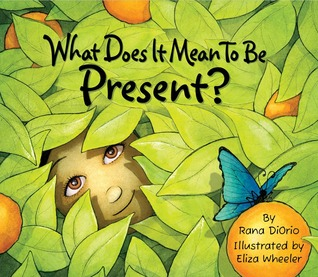 What Does It Mean To Be
Present?
By
Rana DiOrio
Illustrated by
Eliza Wheeler